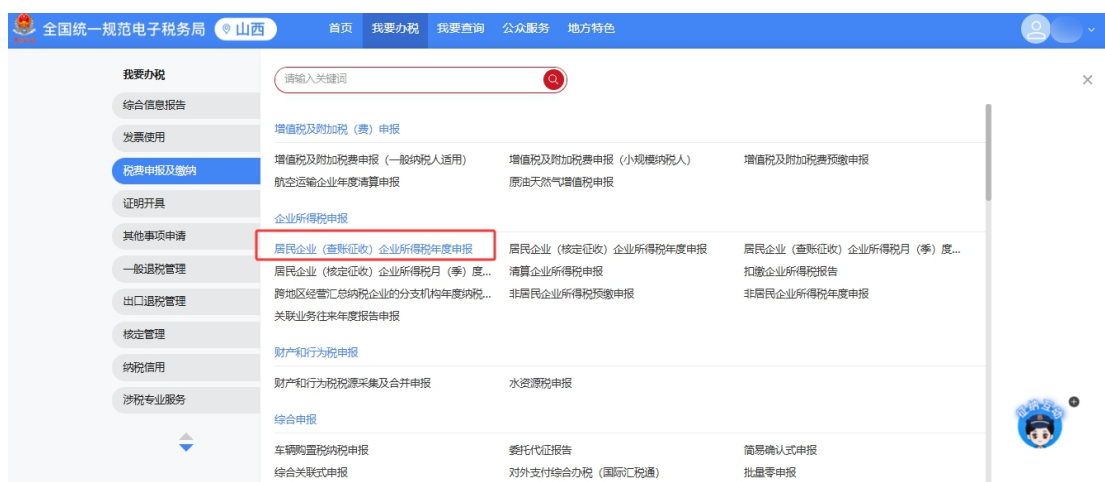 全国统一规范电子税务局 山西 首页 我要办税 我要查询 公众服务 地方特色
我要办税
综合信息报告
发票使用
税费申报及缴纳
证明开具
其他事项申请
一般退税管理
出口退税管理
核定管理
纳税信用
涉税专业服务
请输入关键词
增值税及附加税（费）申报
增值税及附加税费申报（一般纳税人适用） 增值税及附加税费申报（小规模纳税人） 增值税及附加税费预缴申报
航空运输企业年度清算申报 原油天然气增值税申报
企业所得税申报
居民企业（查账征收）企业所得税年度申报 居民企业（核定征收）企业所得税年度申报 居民企业（查账征收）企业所得税月（季）度...
居民企业（核定征收）企业所得税月（季）度... 清算企业所得税申报 扣缴企业所得税报告
跨地区经营汇总纳税企业的分支机构年度纳税... 非居民企业所得税预缴申报 非居民企业所得税年度申报
关联业务往来年度报告申报
财产和行为税申报
财产和行为税税源采集及合并申报 水资源税申报
综合申报
车辆购置税纳税申报 委托代征报告 简易确认式申报
综合关联式申报 对外支付综合办税（国际汇税通） 批量零申报
征纳互动